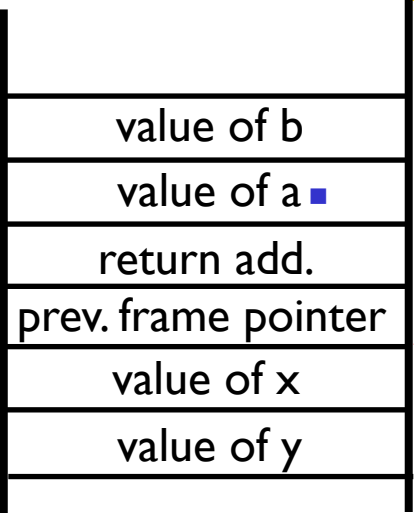 value of b
value of a
return add.
prev. frame pointer
value of x
value of y